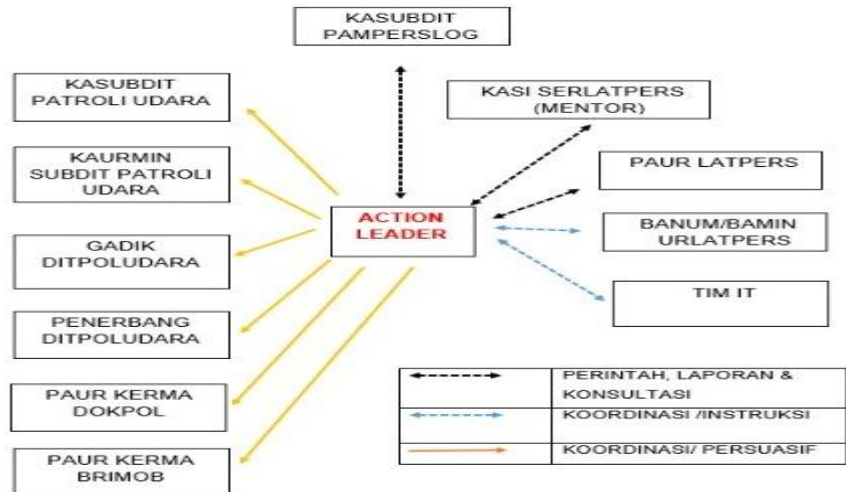 KASUBDIT
PAMPERSLOG
KASUBDIT
PATROLI UDARA
KASI SERLATPERS
(MENTOR)
KAURMIN
SUBDIT PATROLI
UDARA
PAUR LATPERS
ACTION
LEADER
BANUM/BAMIN
URLATPERS
GADIK
DITPOLUDARA
TIM IT
PENERBANG
DITPOLUDARA
PAUR KERMA
DOKPOL
PAUR KERMA
BRIMOB
PERINTAH, LAPORAN &
KONSULTASI
KOORDINASI /INSTRUKSI
KOORDINASI/ PERSUASIF